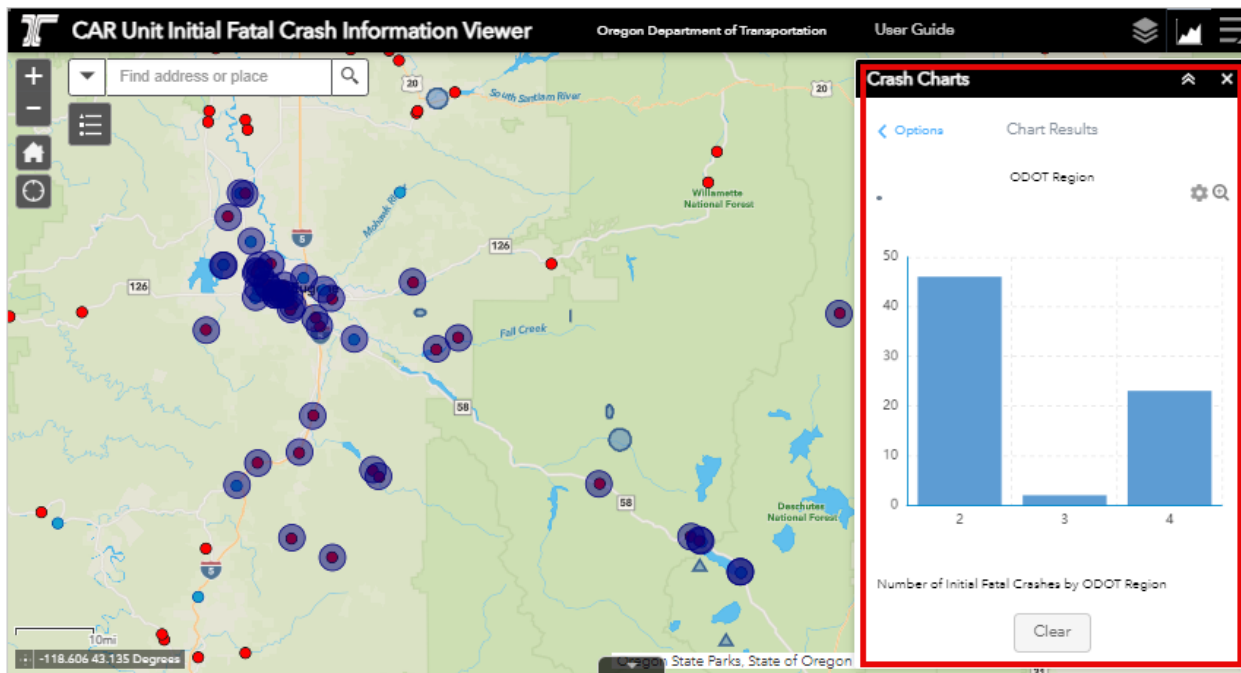 CAR Unit Initial Fatal Crash Information Viewer
Oregon Department of Transportation
User Guide
+
Find address or place
−
20
South Santiam River
20
Crash Charts
Options
Chart Results
ODOT Region
Willamette
National Forest
Mohawk
5
126
126
Fall Creek
58
58
Deschutes
National Forest
5
50
40
30
20
10
0
2
3
4
Number of Initial Fatal Crashes by ODOT Region
Clear
10mi
-118.606 43.135 Degrees
Oregon State Parks, State of Oregon